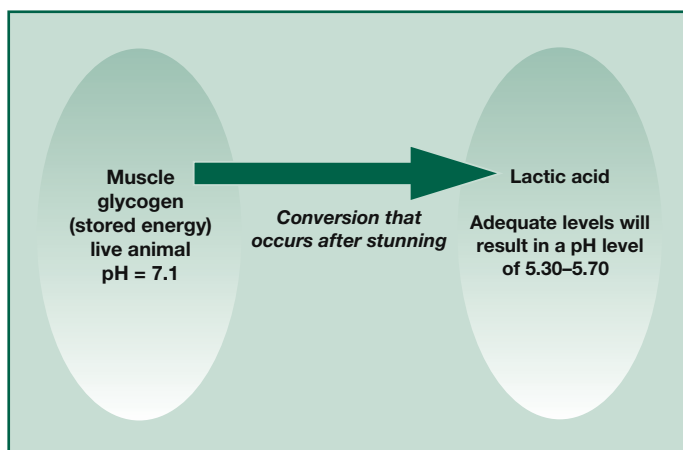 Muscle
glycogen
(stored energy)
live animal
pH = 7.1
Conversion that
occurs after stunning
Lactic acid
Adequate levels will
result in a pH level
of 5.30–5.70